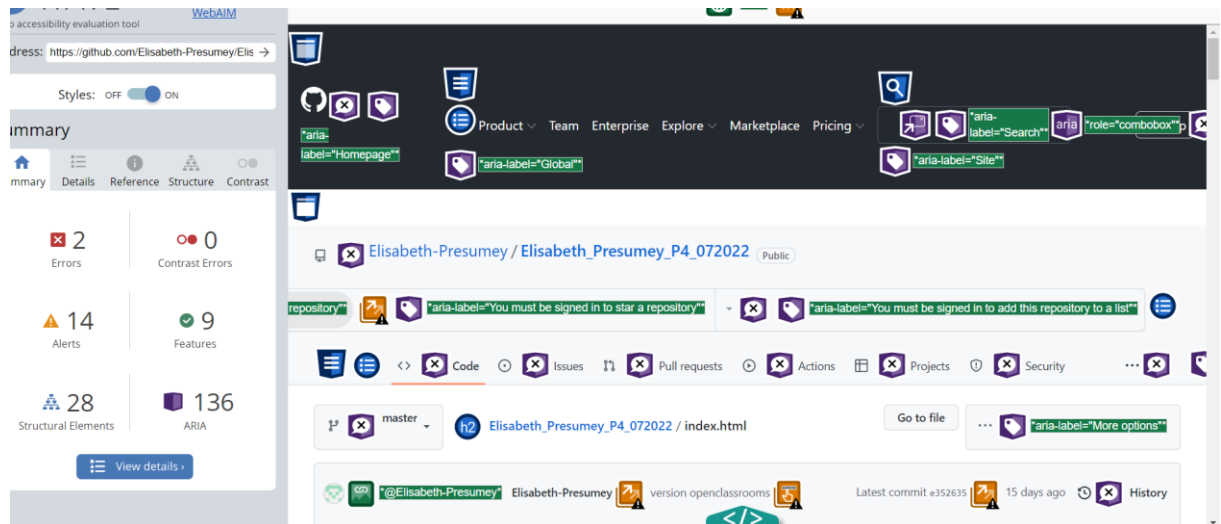 WebAIM
accessibility evaluation tool
dress: https://github.com/Elisabeth-Presumey/Elis
Styles: OFF ON
ummary
mmary Details Reference Structure Contrast
2
Errors
0
Contrast Errors
14
Alerts
9
Features
28
Structural Elements
136
ARIA
View details ›
*aria-label="Homepage"*
Product Team Enterprise Explore Marketplace Pricing
*aria-label="Global"*
*aria-label="Search"* aria *role="combobox"* p
*aria-label="Site"*
Elisabeth-Presumey / Elisabeth_Presumey_P4_072022 Public
repository"* *aria-label="You must be signed in to star a repository"* *aria-label="You must be signed in to add this repository to a list"*
Code Issues Pull requests Actions Projects Security ...
master h2 Elisabeth_Presumey_P4_072022 / index.html Go to file ... *aria-label="More options"*
*@Elisabeth-Presumey* Elisabeth-Presumey version openclassrooms Latest commit e352635 15 days ago History
</>